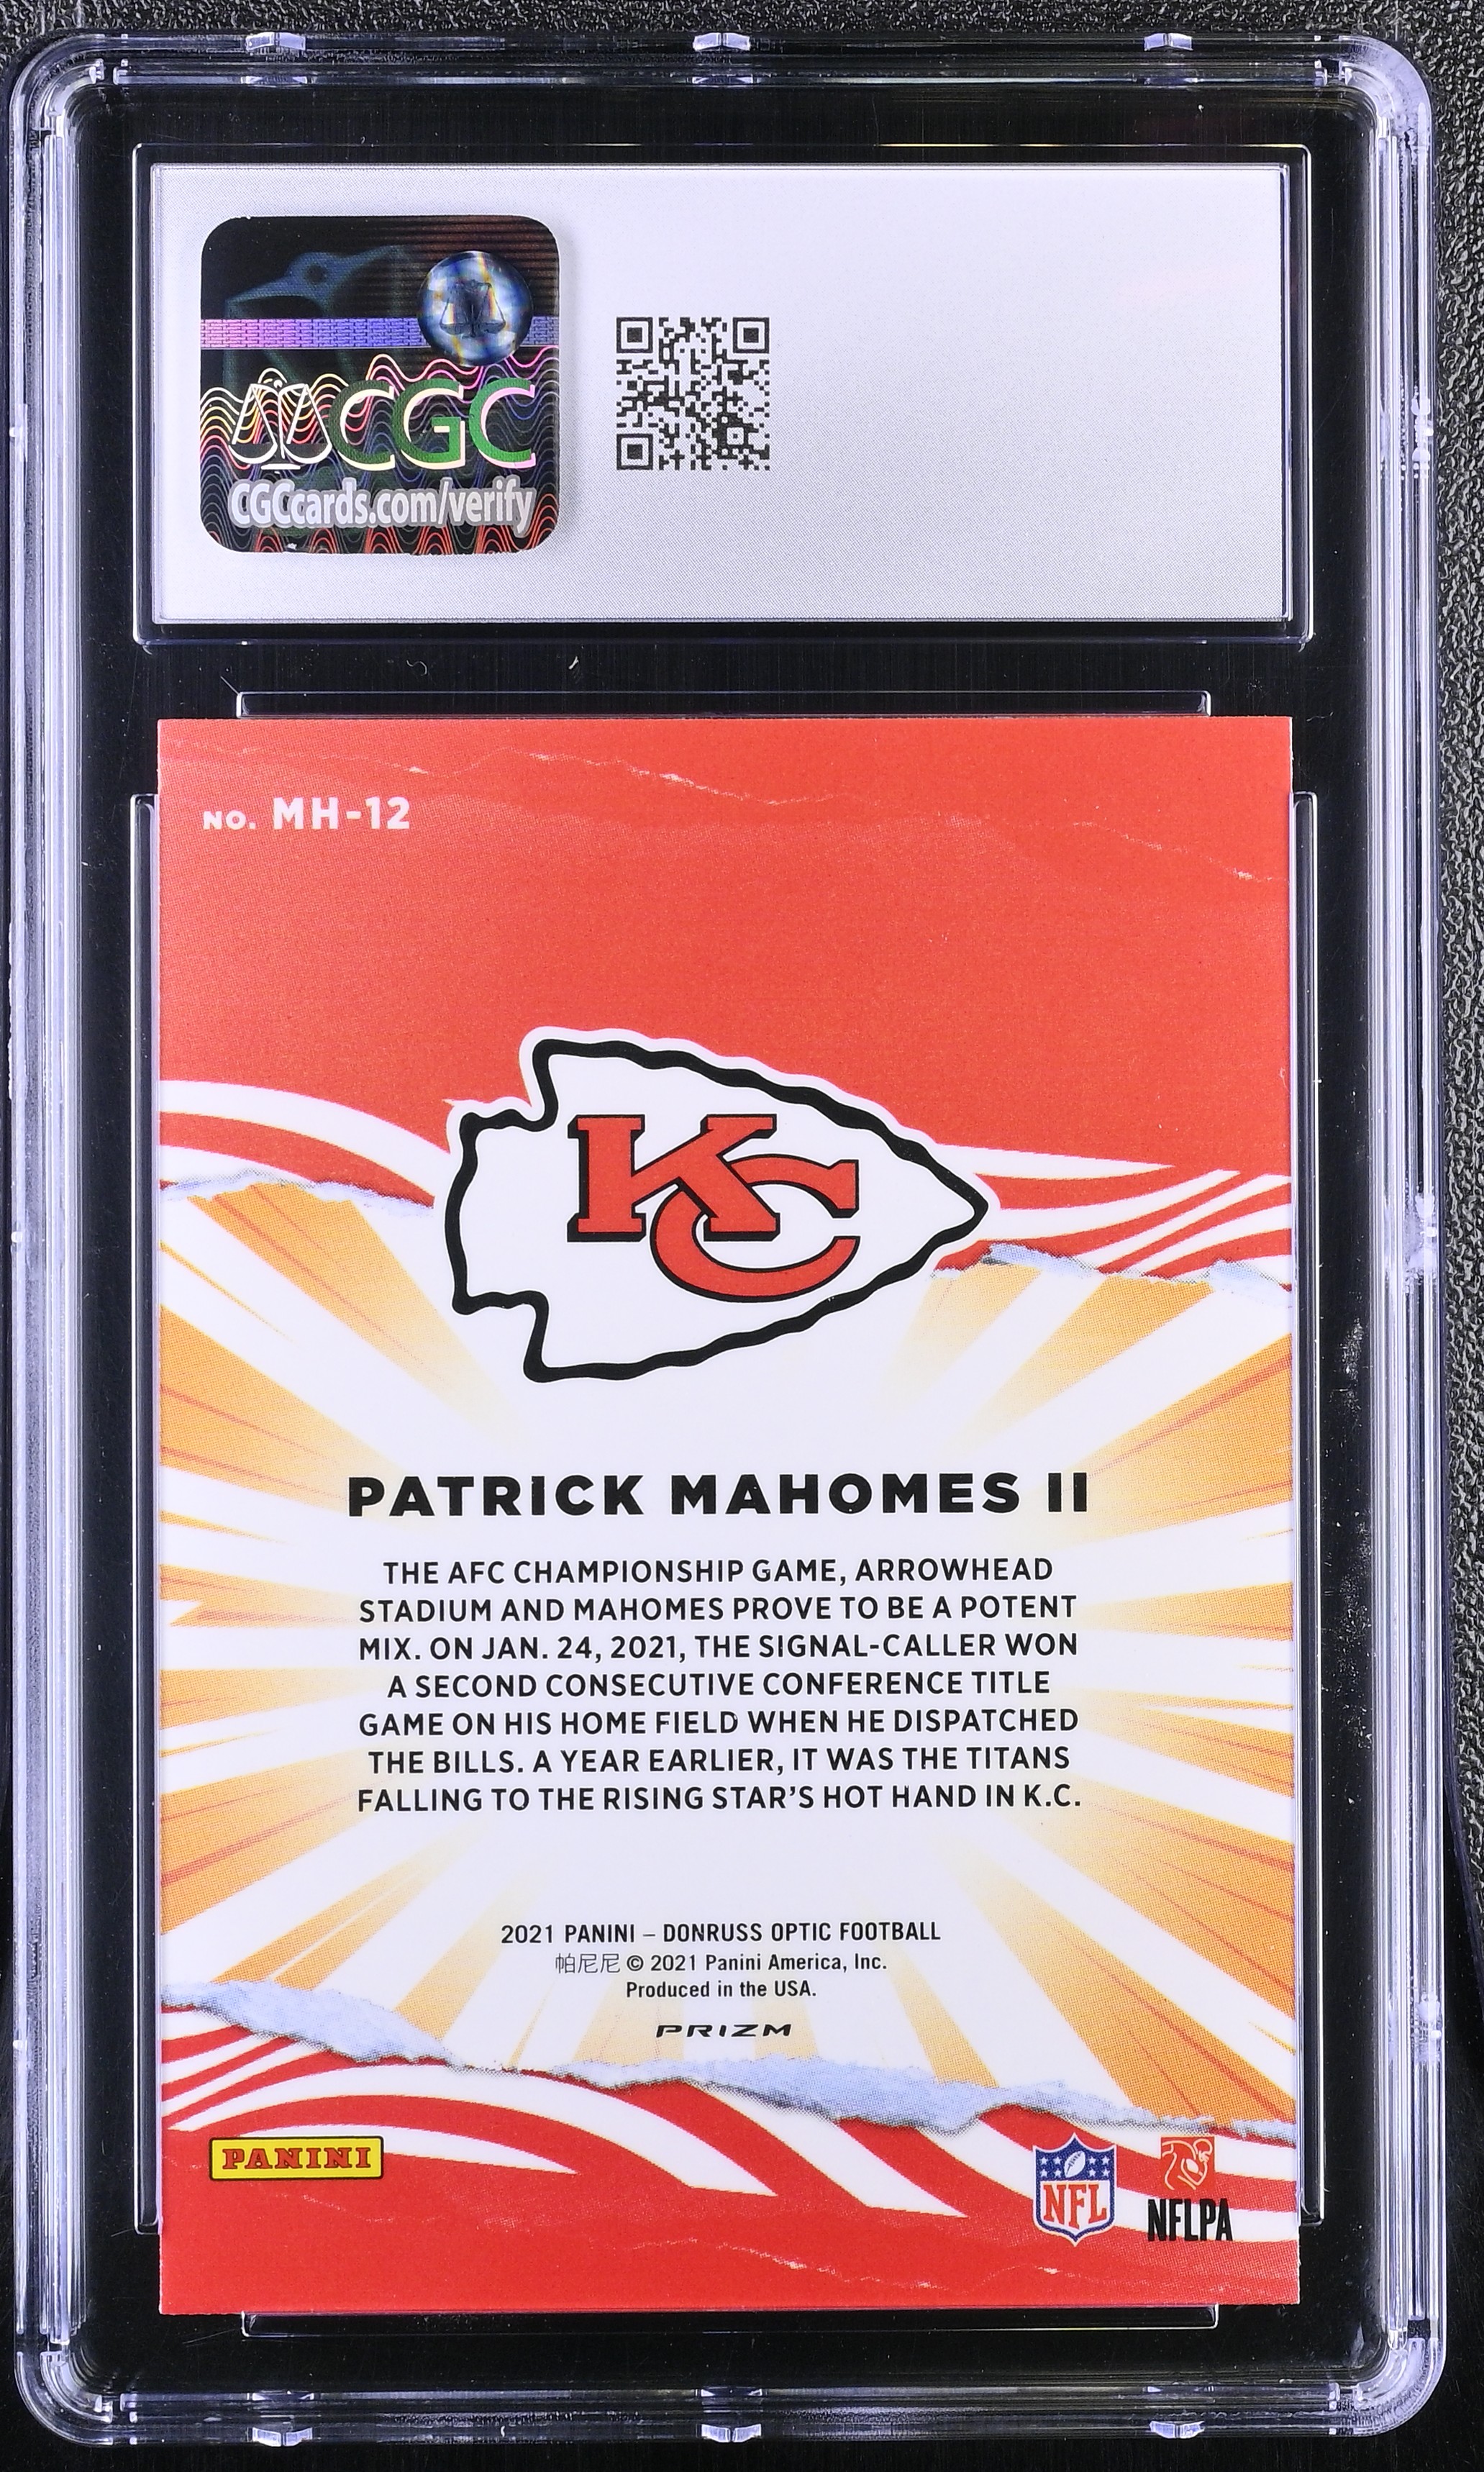 CGC
CGCcards.com/verify
NO. MH-12
KC
PATRICK MAHOMES II
THE AFC CHAMPIONSHIP GAME, ARROWHEAD
STADIUM AND MAHOMES PROVE TO BE A POTENT
MIX. ON JAN. 24, 2021, THE SIGNAL-CALLER WON
A SECOND CONSECUTIVE CONFERENCE TITLE
GAME ON HIS HOME FIELD WHEN HE DISPATCHED
THE BILLS. A YEAR EARLIER, IT WAS THE TITANS
FALLING TO THE RISING STAR'S HOT HAND IN K.C.
2021 PANINI – DONRUSS OPTIC FOOTBALL
帕尼尼 © 2021 Panini America, Inc.
Produced in the USA.
PRIZM
PANINI
NFL
NFLPA